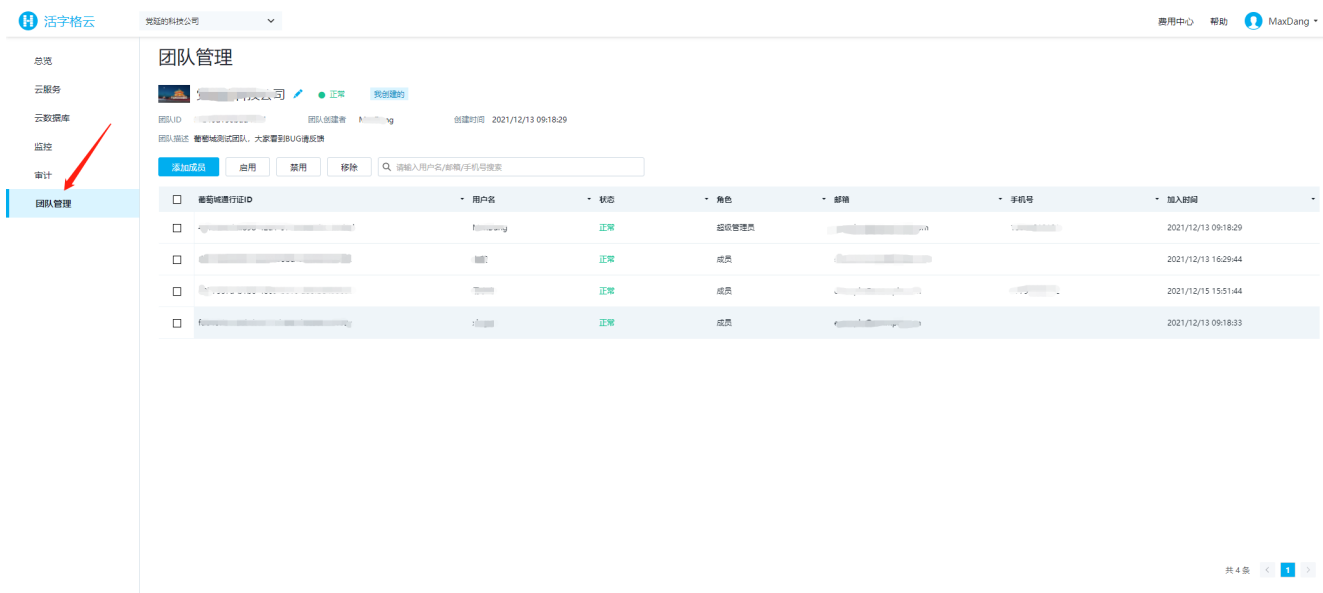 活字格云 党延的科技公司 费用中心 帮助 MaxDang
总览
云服务
云数据库
监控
审计
团队管理
团队管理
公司 正常 我创建的
团队ID 团队创建者 创建时间 2021/12/13 09:18:29
团队描述 葡萄城测试团队，大家看到BUG请反馈
添加成员 启用 禁用 移除 请输入用户名/邮箱/手机号搜索
葡萄城通行证ID 用户名 状态 角色 邮箱 手机号 加入时间
正常 超级管理员 2021/12/13 09:18:29
正常 成员 2021/12/13 16:29:44
正常 成员 2021/12/15 15:51:44
正常 成员 2021/12/13 09:18:33
共 4 条 < 1 >